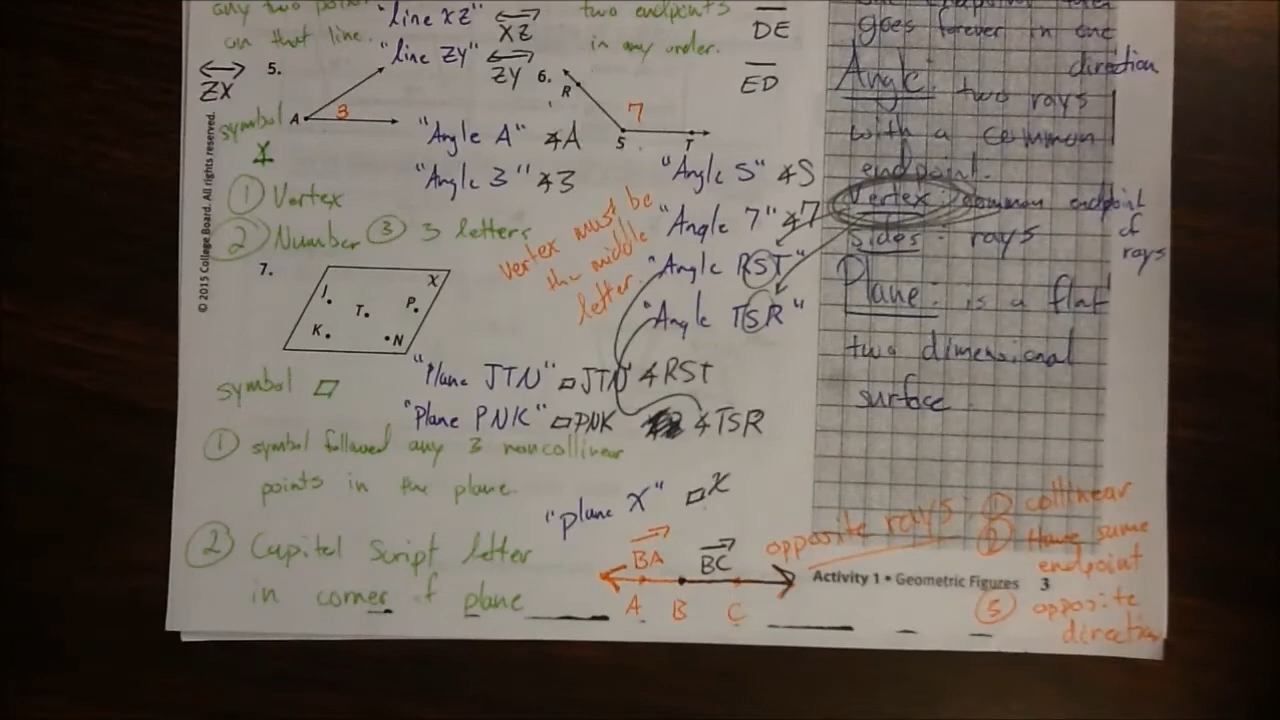 any two
on that line.
"line XZ" XZ
"line ZY" ZY
ZX
two endpoints
in any order.
DE
ED
goes forever in one
direction
5.
A 3
symbol
∡
① Vertex
② Number ③ 3 letters
"Angle A" ∡A
"Angle 3" ∡3
6.
R
S
T
7
"Angle S" ∡S
"Angle 7" ∡7
"Angle RST"
"Angle TSR"
∡RST
∡TSR
vertex must be
the middle
letter.
Angle: two rays
with a common
endpoint.
Vertex: common endpoint
of
rays
sides - rays
Plane: is a flat
two dimensional
surface
© 2015 College Board. All rights reserved.
7.
J
X
T
P
K
N
symbol ▱
"Plane JTN" ▱JTN
"Plane PNK" ▱PNK
① symbol followed any 3 noncollinear
points in the plane.
"plane X" ▱X
② Capital Script letter
in corner of plane
BA BC
A B C
opposite rays: ① collinear
② Have same
endpoint
③ opposite
direction
Activity 1 • Geometric Figures 3